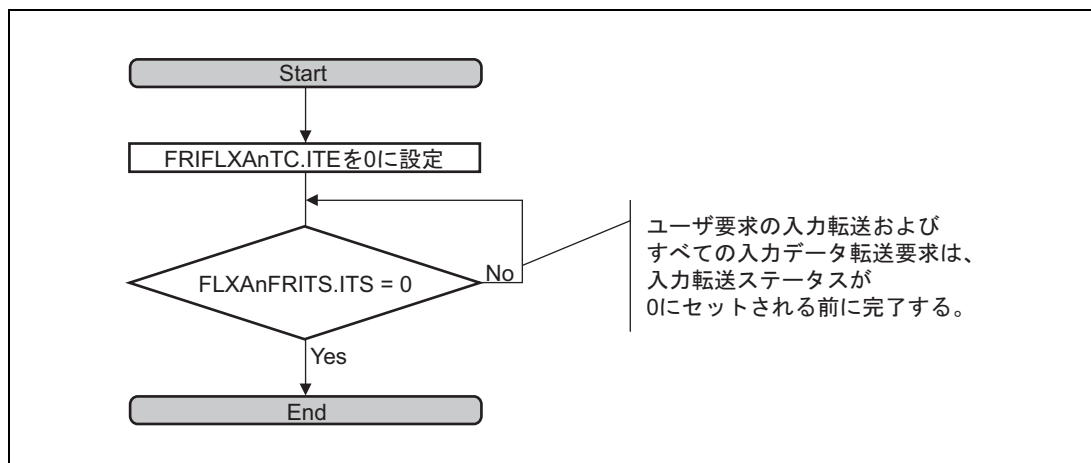 Start
FRIFLXAnTC.ITEを0に設定
FLXAnFRITS.ITS = 0
No
ユーザ要求の入力転送および
すべての入力データ転送要求は、
入力転送ステータスが
0にセットされる前に完了する。
Yes
End